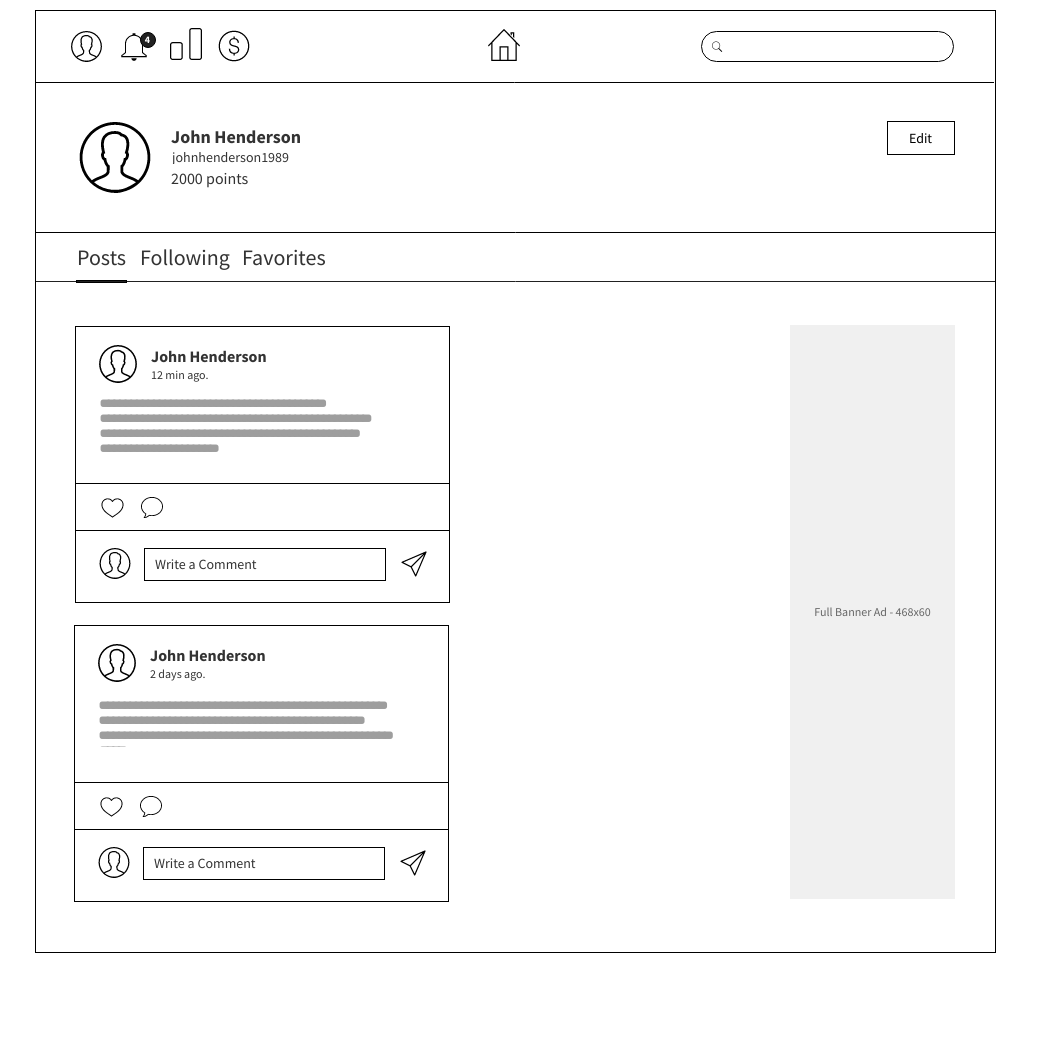 4
$
John Henderson
johnhenderson1989
2000 points
Edit
Posts Following Favorites
John Henderson
12 min ago.
Write a Comment
Full Banner Ad - 468x60
John Henderson
2 days ago.
Write a Comment